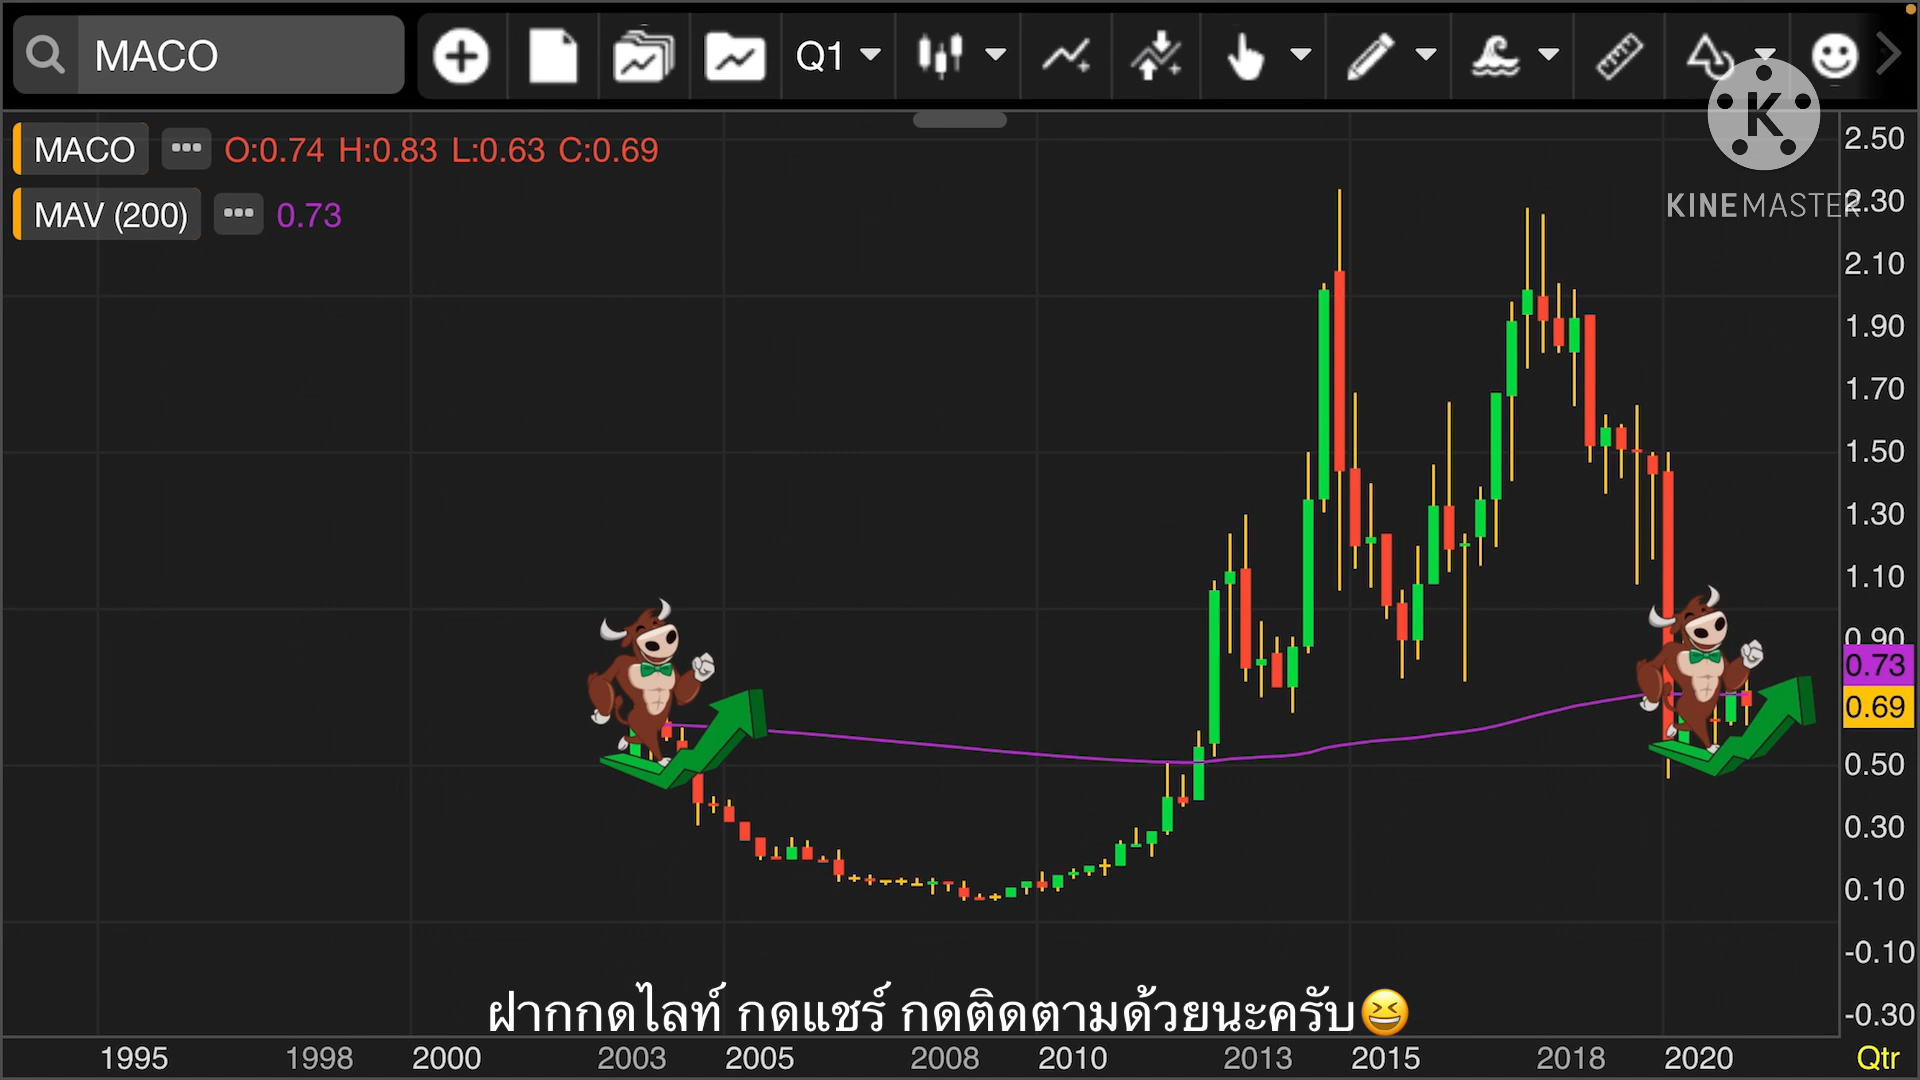 MACO
Q1
MACO
O:0.74 H:0.83 L:0.63 C:0.69
MAV (200)
0.73
K
KINEMASTER
2.50
2.30
2.10
1.90
1.70
1.50
1.30
1.10
0.90
0.73
0.69
0.50
0.30
0.10
-0.10
-0.30
ฝากกดไลท์ กดแชร์ กดติดตามด้วยนะครับ😆
1995 1998 2000 2003 2005 2008 2010 2013 2015 2018 2020 Qtr